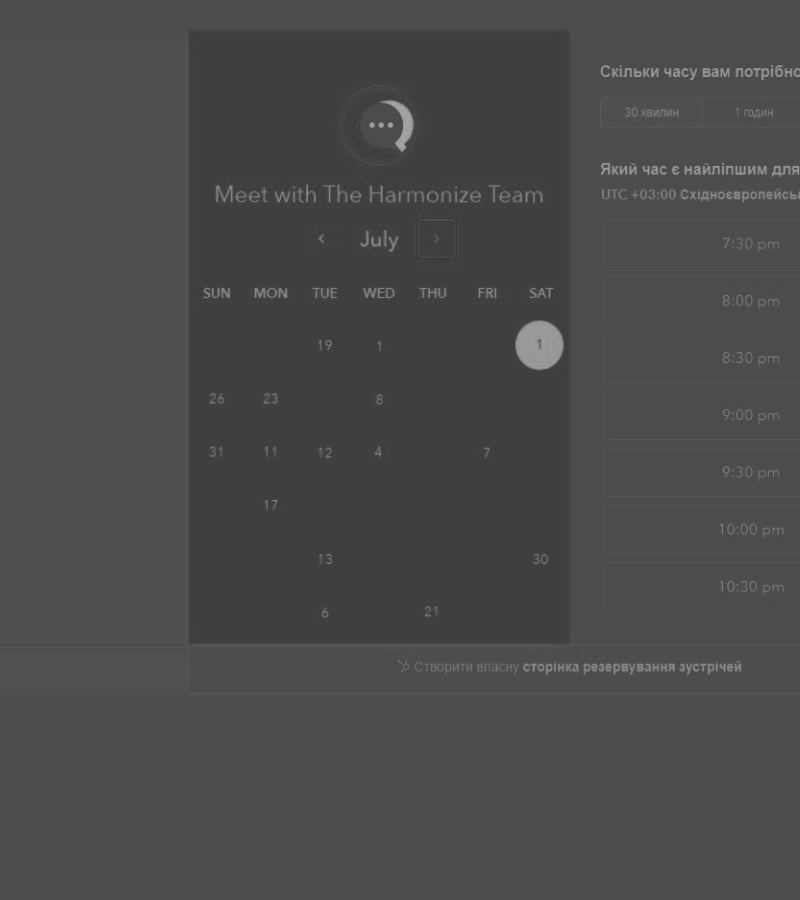 Meet with The Harmonize Team
July
SUN MON TUE WED THU FRI SAT
19 1 1
26 23 8
31 11 12 4 7
17
13 30
6 21
Скільки часу вам потрібно
30 хвилин 1 годин
Який час є найліпшим для
UTC +03:00 Східноєвропейсь
7:30 pm
8:00 pm
8:30 pm
9:00 pm
9:30 pm
10:00 pm
10:30 pm
Створити власну сторінка резервування зустрічей